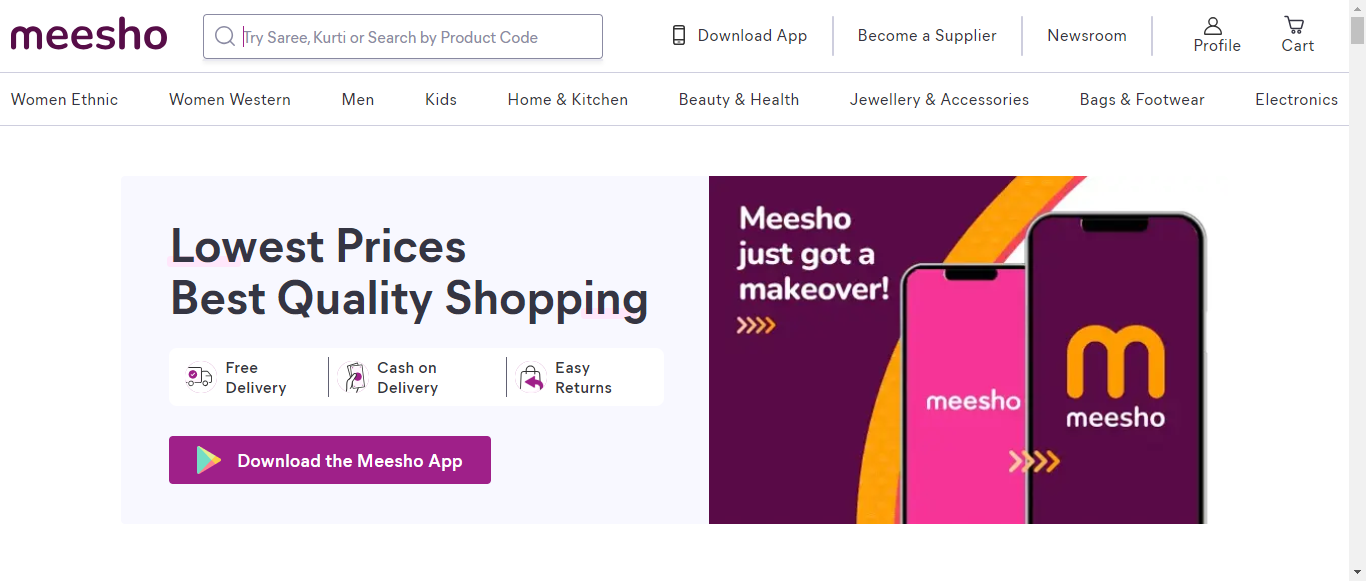 meesho
Try Saree, Kurti or Search by Product Code
Download App
Become a Supplier
Newsroom
Profile
Cart
Women Ethnic
Women Western
Men
Kids
Home & Kitchen
Beauty & Health
Jewellery & Accessories
Bags & Footwear
Electronics
Lowest Prices
Best Quality Shopping
Free
Delivery
Cash on
Delivery
Easy
Returns
Download the Meesho App
Meesho
just got a
makeover!
meesho
meesho